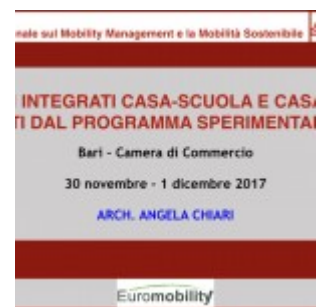 nale sul Mobility Management e la Mobilità Sostenibile
INTEGRATI CASA-SCUOLA E CASA
TI DAL PROGRAMMA SPERIMENTA
Bari - Camera di Commercio
30 novembre - 1 dicembre 2017
ARCH. ANGELA CHIARI
Euromobility